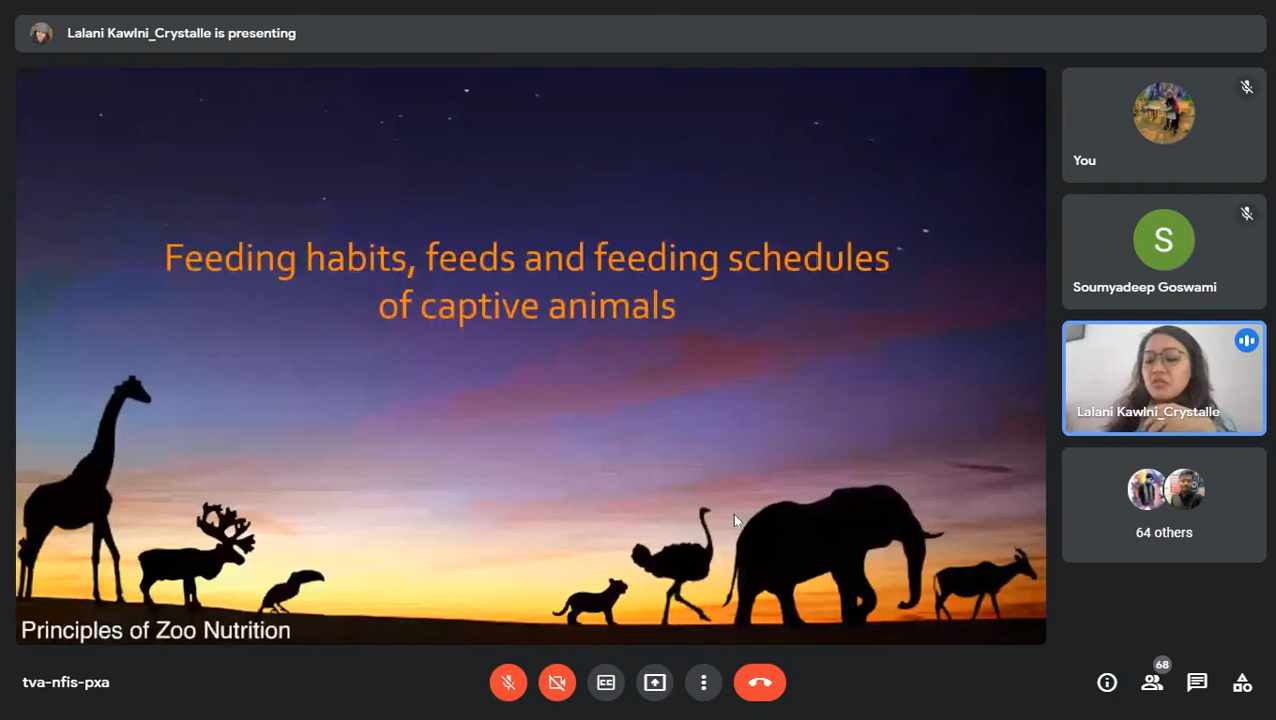 Lalani Kawlni_Crystalle is presenting
Feeding habits, feeds and feeding schedules
of captive animals
Principles of Zoo Nutrition
You
S
Soumyadeep Goswami
Lalani Kawlni_Crystalle
64 others
tva-nfis-pxa
CC
68